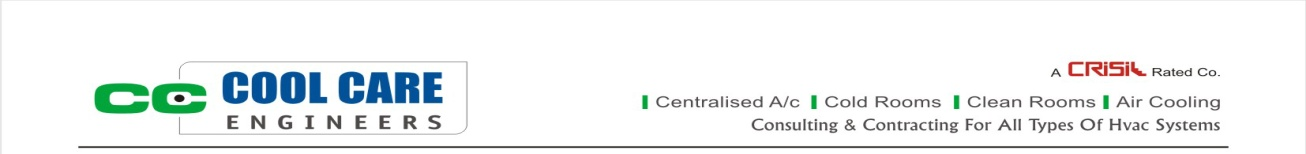 CC COOL CARE
ENGINEERS
A CRISIL Rated Co.
Centralised A/c Cold Rooms Clean Rooms Air Cooling
Consulting & Contracting For All Types Of Hvac Systems